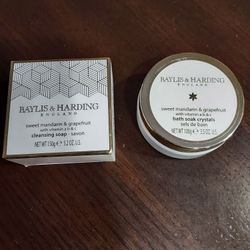 BAYLIS & HARDING
ENGLAND
sweet mandarin & grapefruit
with vitamin a b & c
cleansing soap · savon
NET WT 150g ℮ 5.2 OZ.
BAYLIS & HARDING
ENGLAND
sweet mandarin & grapefruit
with vitamin a b & c
bath soak crystals
sels de bain
NET WT 100g ℮ 3.5 OZ.